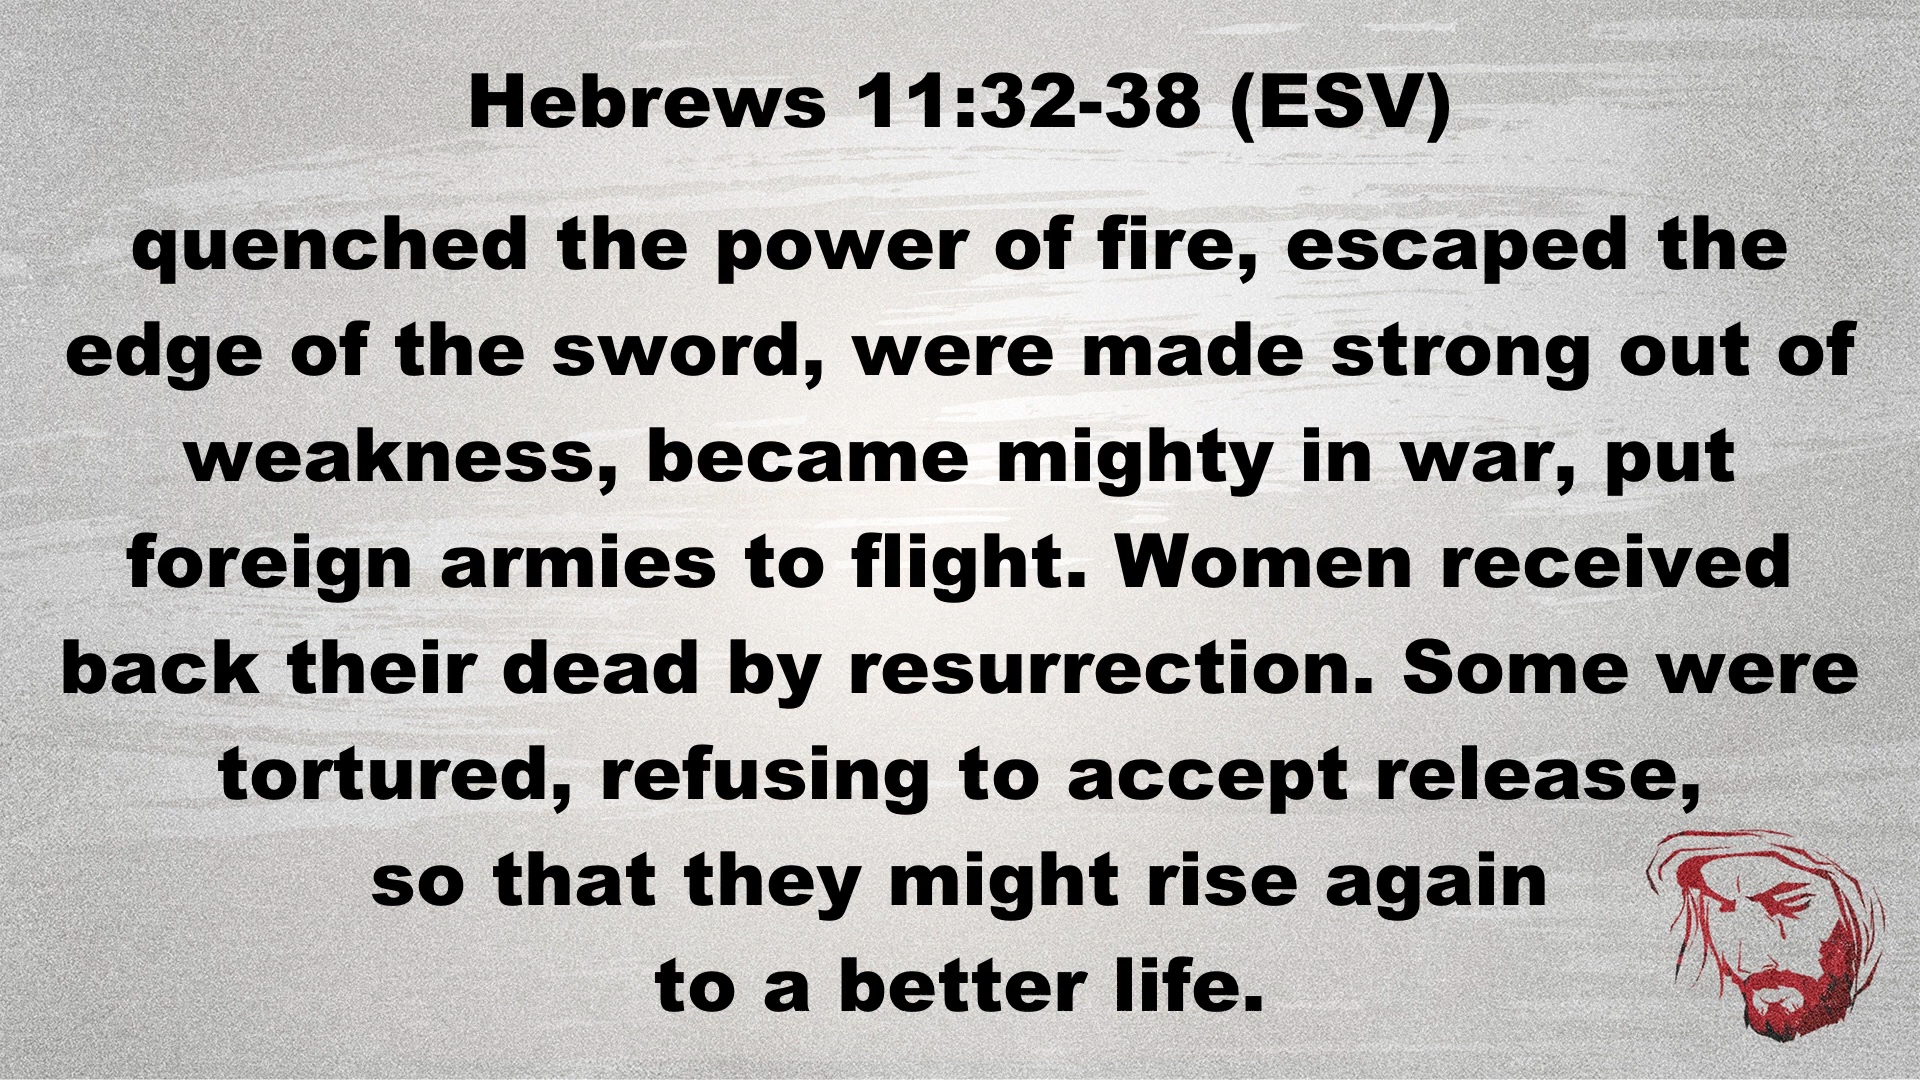 Hebrews 11:32-38 (ESV)
quenched the power of fire, escaped the
edge of the sword, were made strong out of
weakness, became mighty in war, put
foreign armies to flight. Women received
back their dead by resurrection. Some were
tortured, refusing to accept release,
so that they might rise again
to a better life.